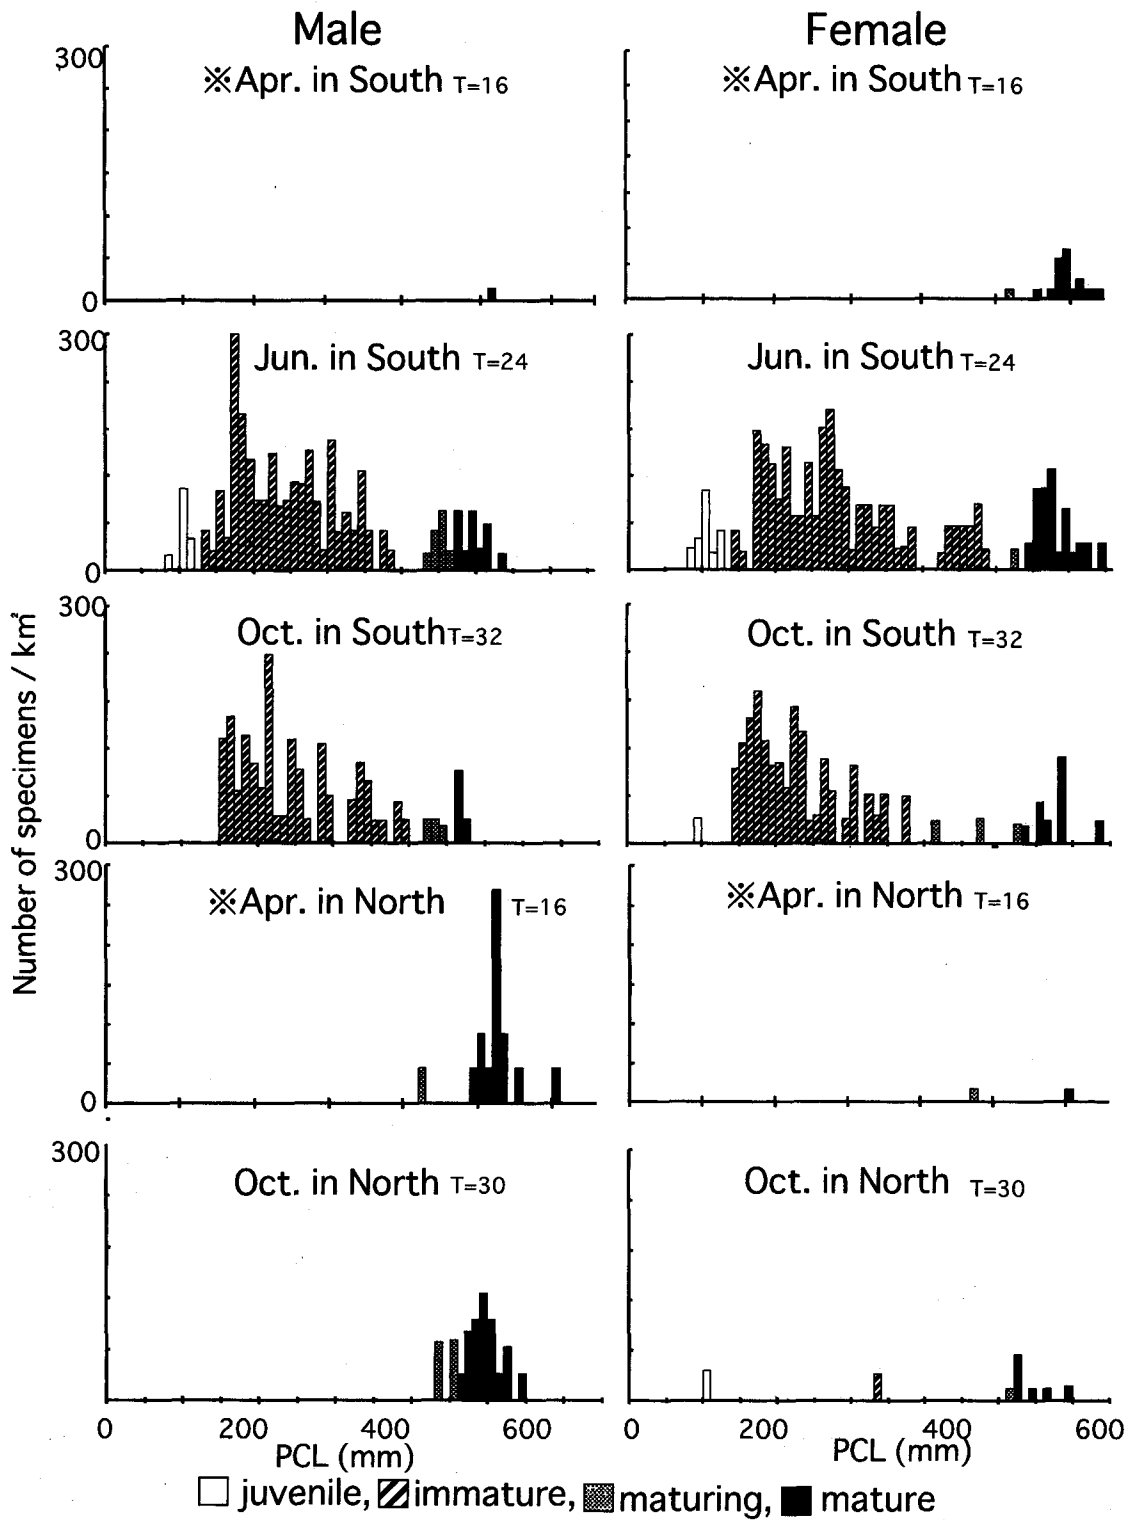 Male Female
300 ※Apr. in South T=16 ※Apr. in South T=16
0
300 Jun. in South T=24 Jun. in South T=24
0
300 Oct. in South T=32 Oct. in South T=32
0
Number of specimens / km²
300 ※Apr. in North T=16 ※Apr. in North T=16
0
300 Oct. in North T=30 Oct. in North T=30
0 200 400 600 0 200 400 600
PCL (mm) PCL (mm)
juvenile, immature, maturing, mature